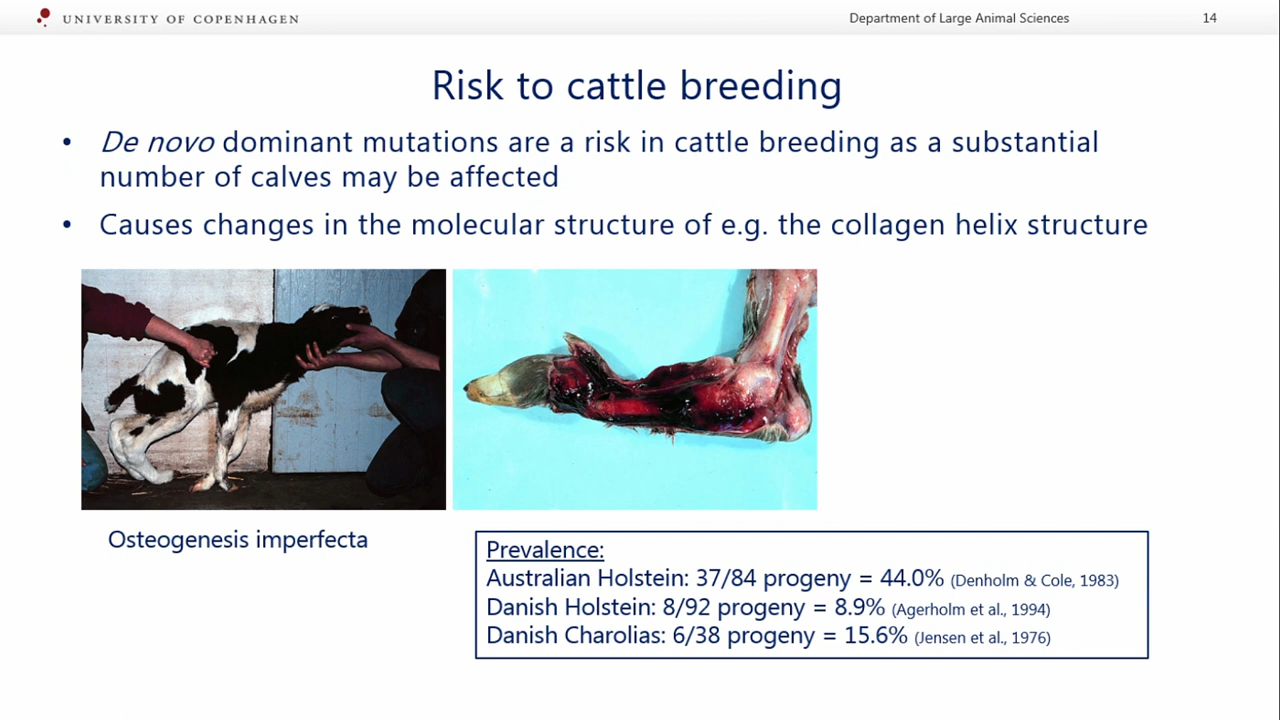 UNIVERSITY OF COPENHAGEN
Department of Large Animal Sciences
14
Risk to cattle breeding
• De novo dominant mutations are a risk in cattle breeding as a substantial
number of calves may be affected
• Causes changes in the molecular structure of e.g. the collagen helix structure
Osteogenesis imperfecta
Prevalence:
Australian Holstein: 37/84 progeny = 44.0% (Denholm & Cole, 1983)
Danish Holstein: 8/92 progeny = 8.9% (Agerholm et al., 1994)
Danish Charolias: 6/38 progeny = 15.6% (Jensen et al., 1976)